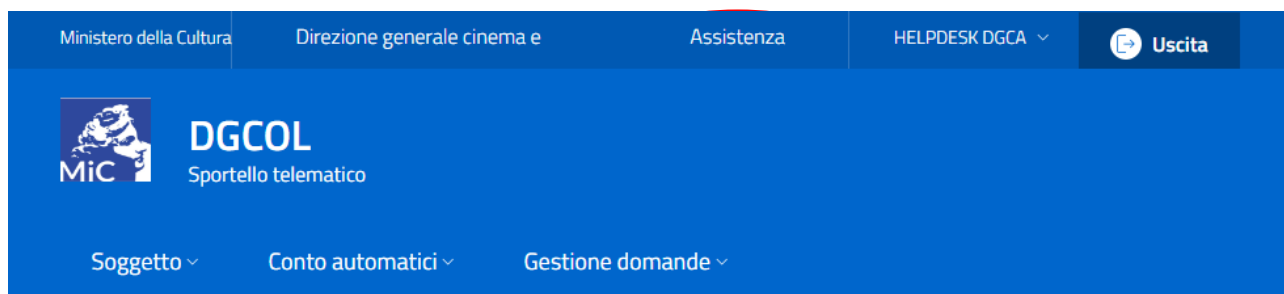 Ministero della Cultura
Direzione generale cinema e
Assistenza
HELPDESK DGCA
Uscita
MiC
DGCOL
Sportello telematico
Soggetto
Conto automatici
Gestione domande